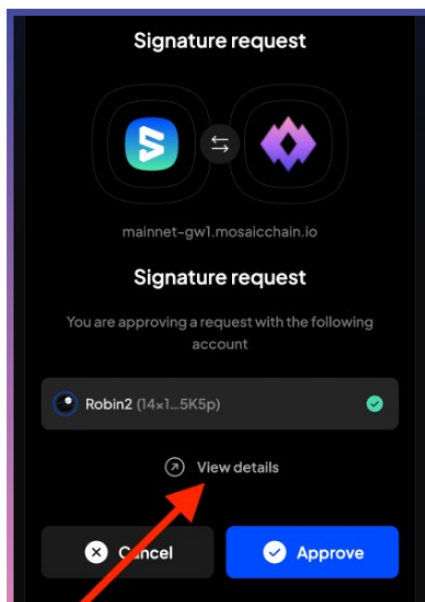 Signature request
mainnet-gw1.mosaicchain.io
Signature request
You are approving a request with the following
account
Robin2 (14x1...5K5p)
View details
Cancel
Approve